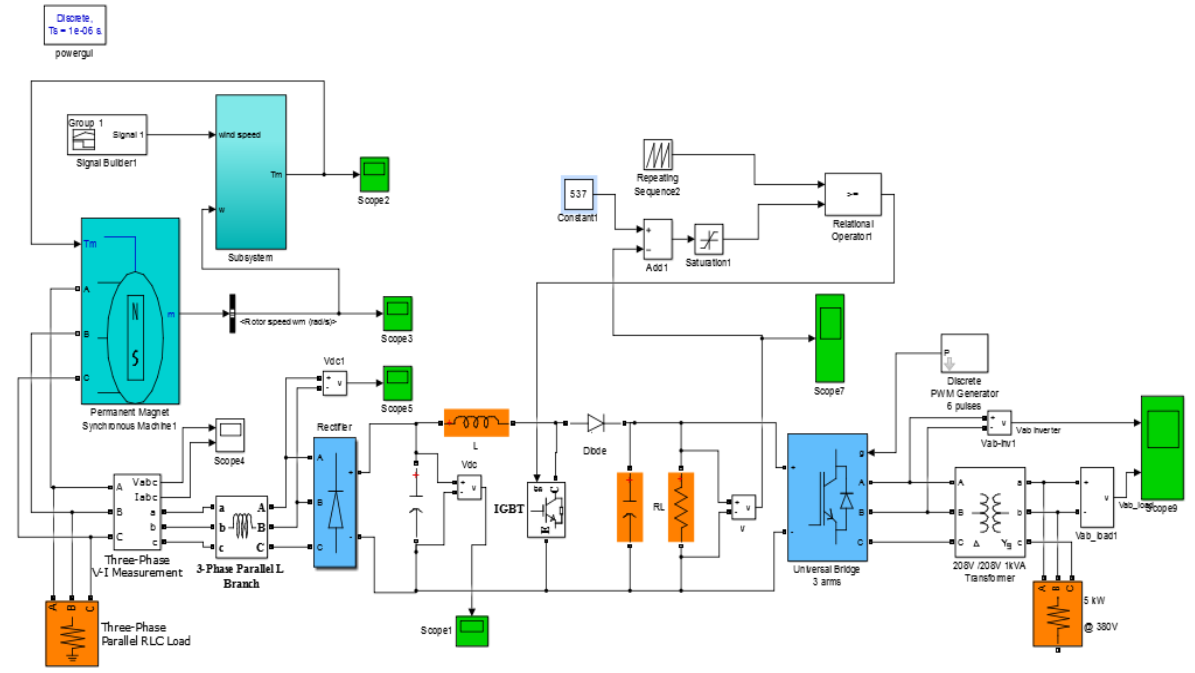 Discrete,
Ts = 1e-06 s.
powergui
Group 1
Signal 1
Signal Builder1
wind speed
Tm
w
Subsystem
Scope2
Repeating
Sequence2
537
Constant1
+
-
Add1
Saturation1
>=
Relational
Operator1
Tm
A
B
C
m
N
S
Permanent Magnet
Synchronous Machine1
<Rotor speed wm (rad/s)>
Scope3
Vdc1
+
-
v
Scope5
Scope7
P
Discrete
PWM Generator
6 pulses
Scope4
Rectifier
A
B
C
+
-
L
Diode
Vdc
+
-
v
IGBT
g
C
E
RL
+
-
v
V
+
-
g
A
B
C
Universal Bridge
3 arms
+
-
v
Vab-Inv1
Vab Inverter
A
B
C
a
b
c
Δ
Yg
208V /208V 1kVA
Transformer
+
-
v
Vab_load1
Vab_load
Scope9
A
B
C
Vabc
Iabc
a
b
c
Three-Phase
V-I Measurement
a
b
c
A
B
C
3-Phase Parallel L
Branch
A
B
C
Three-Phase
Parallel RLC Load
Scope1
A
B
C
5 kW
@ 380V